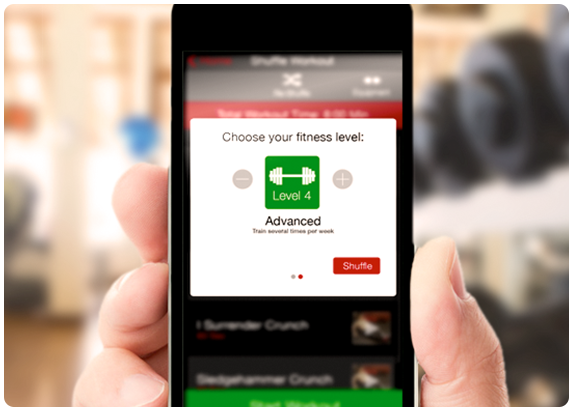 Shuffle Workout
Equipment
Total Workout Time: 8:00 Min
Choose your fitness level:
Level 4
Advanced
Train several times per week
Shuffle
I Surrender Crunch
Sledgehammer Crunch
Start Workout